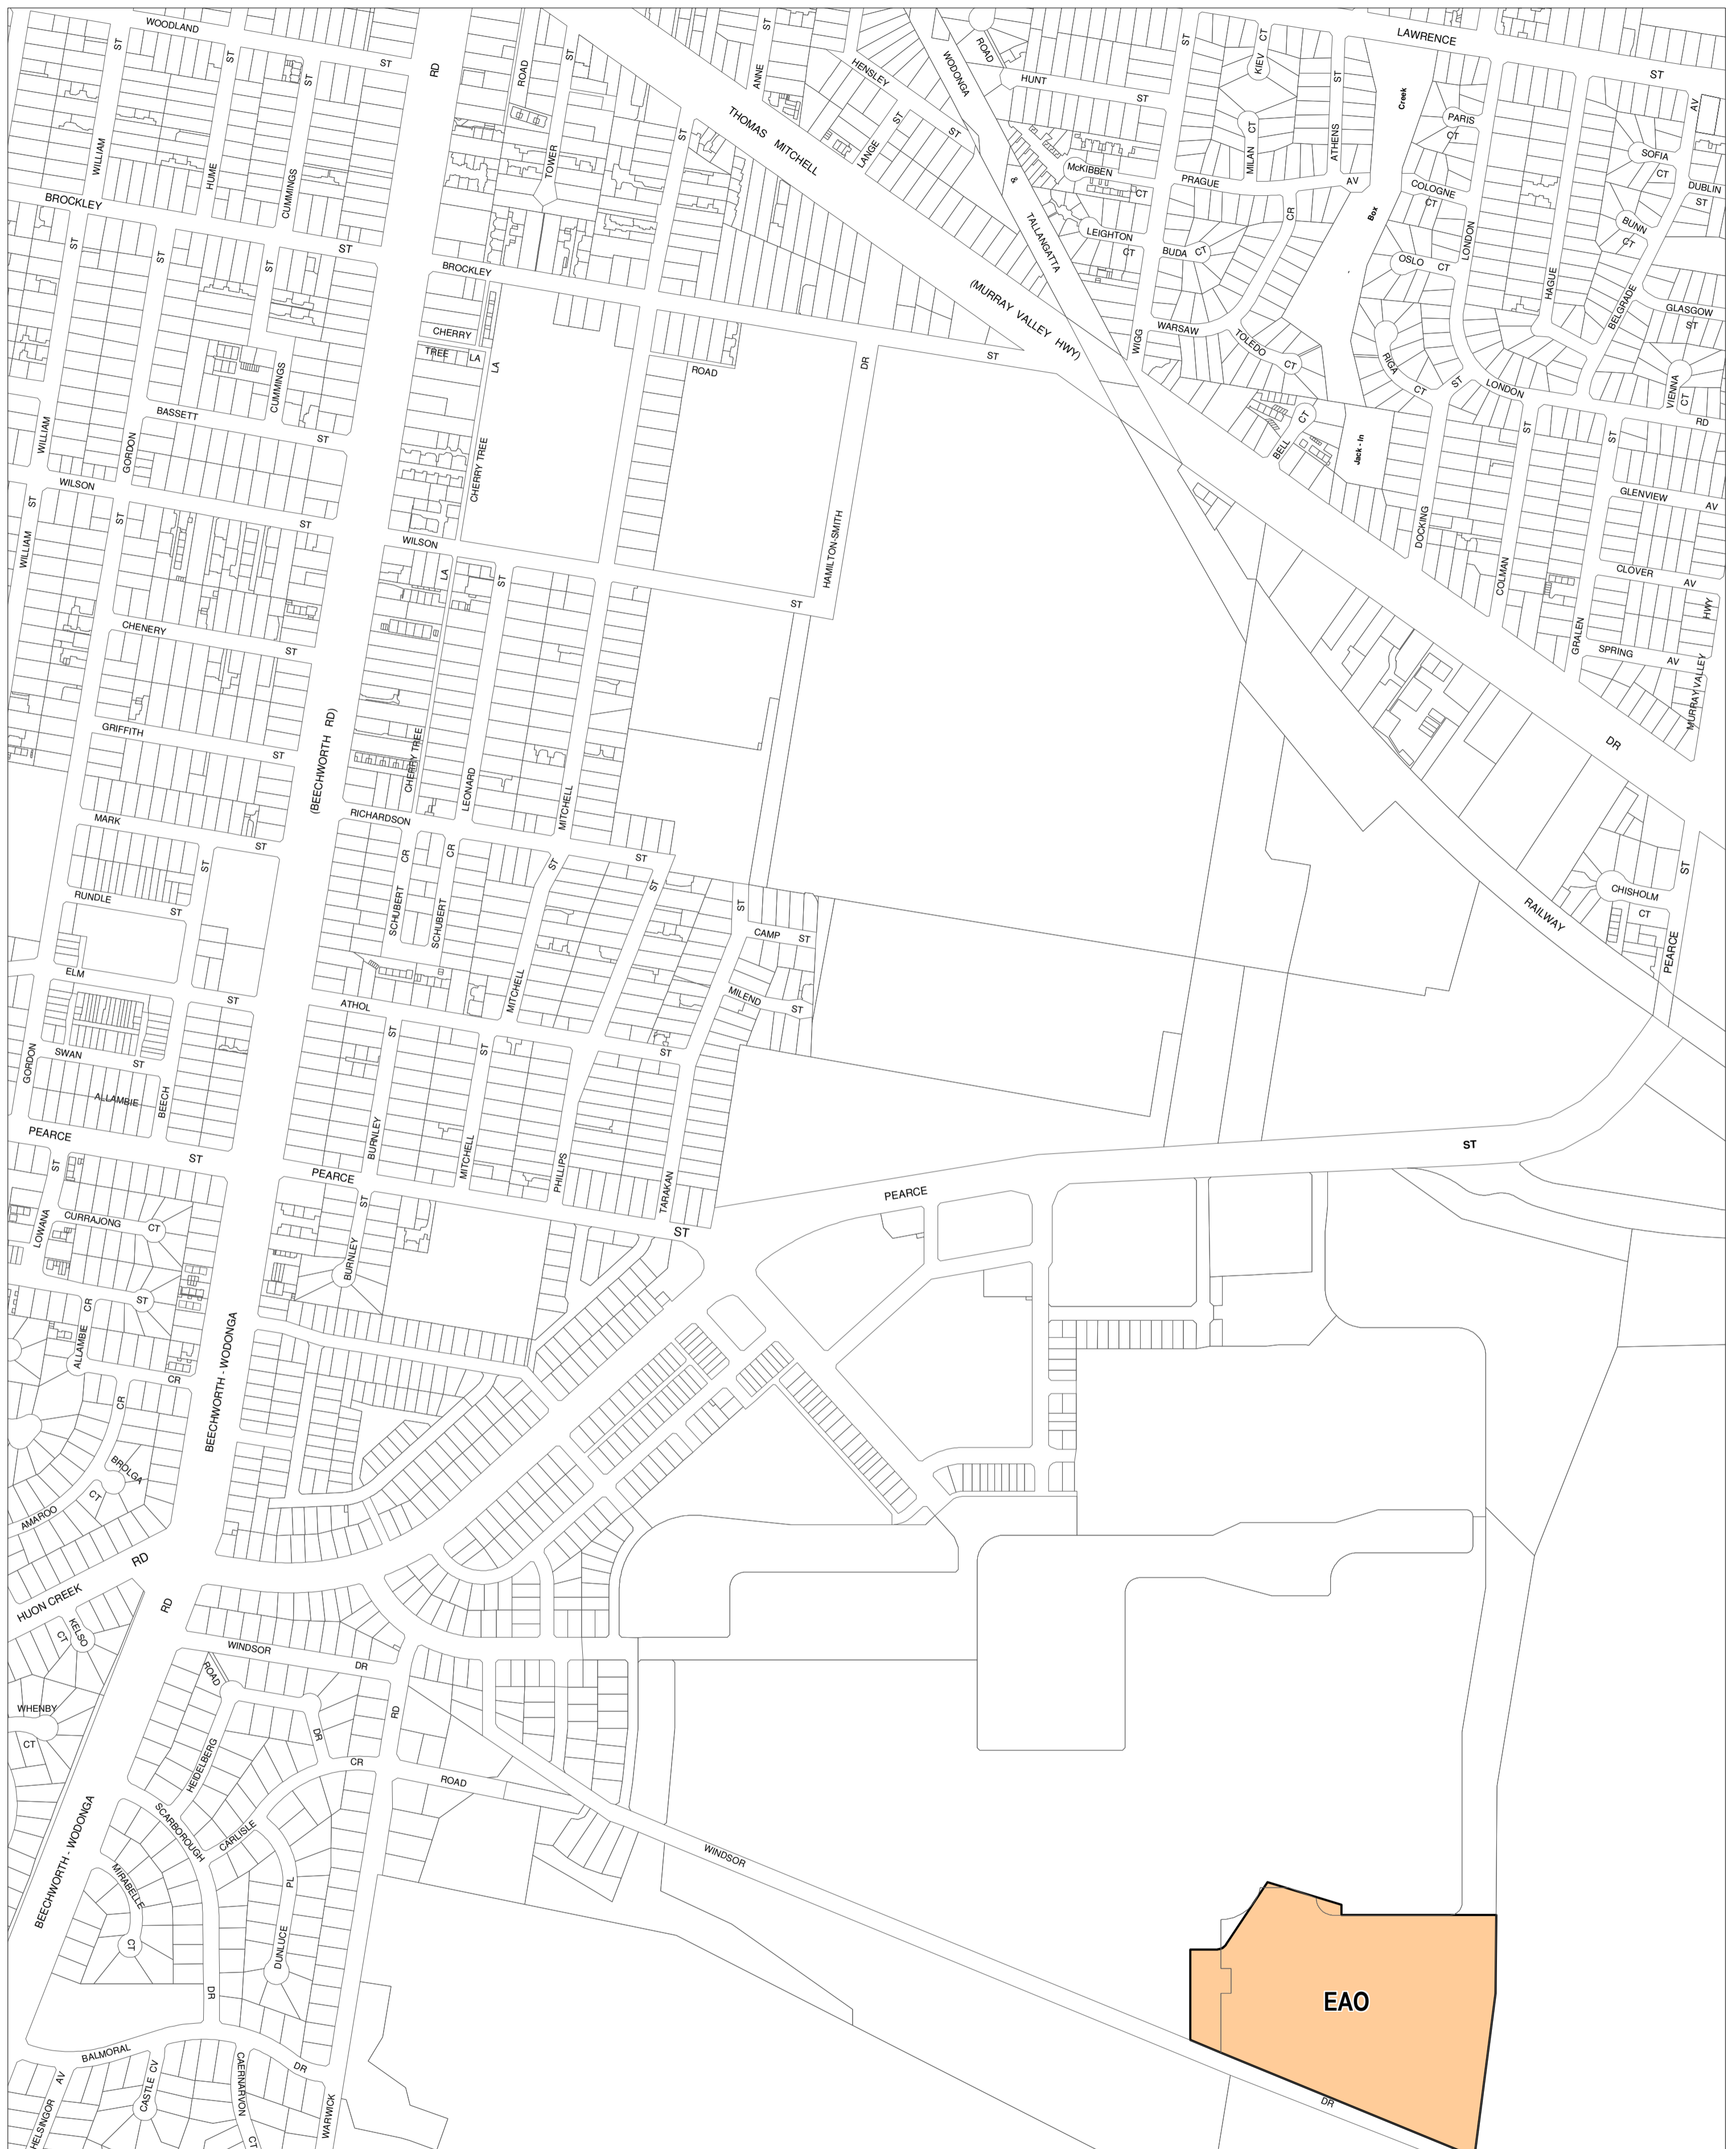 WOODLAND
ST
ST
ST
ST
ST
RD
ROAD
ST
ANNE
ST
HENSLEY
WODONGA
ROAD
HUNT
ST
ST
KIEV
CT
ST
LAWRENCE
ST
Creek
PARIS
CT
AV
SOFIA
CT
DUBLIN
ST
WILLIAM
HUME
CUMMINGS
TOWER
ST
THOMAS
MITCHELL
LANGE
ST
ST
&
McKIBBEN
CT
PRAGUE
MILAN
CT
ATHENS
AV
COLOGNE
CT
BROCKLEY
ST
ST
ST
ST
BROCKLEY
TALLANGATTA
LEIGHTON
CT
BUDA
CT
CR
Box
OSLO
CT
LONDON
HAGUE
BUNN
CT
BELGRADE
GLASGOW
ST
(MURRAY VALLEY HWY)
CHERRY
TREE
LA
LA
ROAD
DR
ST
WIGG
WARSAW
TOLEDO
CT
RIGA
CT
ST
LONDON
VIENNA
CT
RD
WILLIAM
GORDON
BASSETT
CUMMINGS
ST
CHERRY TREE
BELL
CT
Jack - In
ST
ST
WILSON
ST
ST
ST
WILSON
LA
ST
HAMILTON-SMITH
ST
DOCKING
COLMAN
GLENVIEW
AV
CLOVER
AV
HWY
WILLIAM
CHENERY
ST
GRALEN
SPRING
AV
MURRAY VALLEY
GRIFFITH
ST
(BEECHWORTH RD)
CHERRY TREE
LEONARD
MITCHELL
DR
MARK
ST
ST
RICHARDSON
CR
CR
ST
ST
ST
RUNDLE
ST
SCHUBERT
SCHUBERT
ST
CAMP
ST
CHISHOLM
CT
ST
RAILWAY
PEARCE
ELM
ST
ATHOL
MITCHELL
MILEND
ST
SWAN
ST
ST
ST
ST
GORDON
ALLAMBIE
BEECH
BURNLEY
MITCHELL
PHILLIPS
TARAKAN
PEARCE
ST
ST
PEARCE
ST
ST
PEARCE
ST
LOWANA
CURRAJONG
CT
BURNLEY
ST
CR
ALLAMBIE
CR
CR
BEECHWORTH - WODONGA
BROLGA
CT
AMAROO
RD
HUON CREEK
RD
KELSO
CT
WINDSOR
DR
ROAD
WHENBY
CT
DR
RD
HEIDELBERG
CR
ROAD
BEECHWORTH - WODONGA
SCARBOROUGH
CARLISLE
WINDSOR
MIRABELLE
CT
PL
DUNLUCE
DR
EAO
BALMORAL
DR
DR
AV
HELSINGOR
CASTLE CV
CAERNARVON
CT
WARWICK